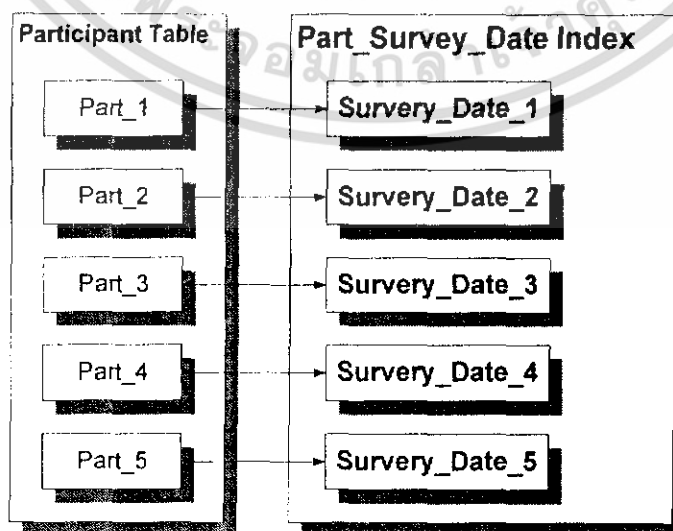 Participant Table
Part_Survey_Date Index
Part_1
Survery_Date_1
Part_2
Survery_Date_2
Part_3
Survery_Date_3
Part_4
Survery_Date_4
Part_5
Survery_Date_5